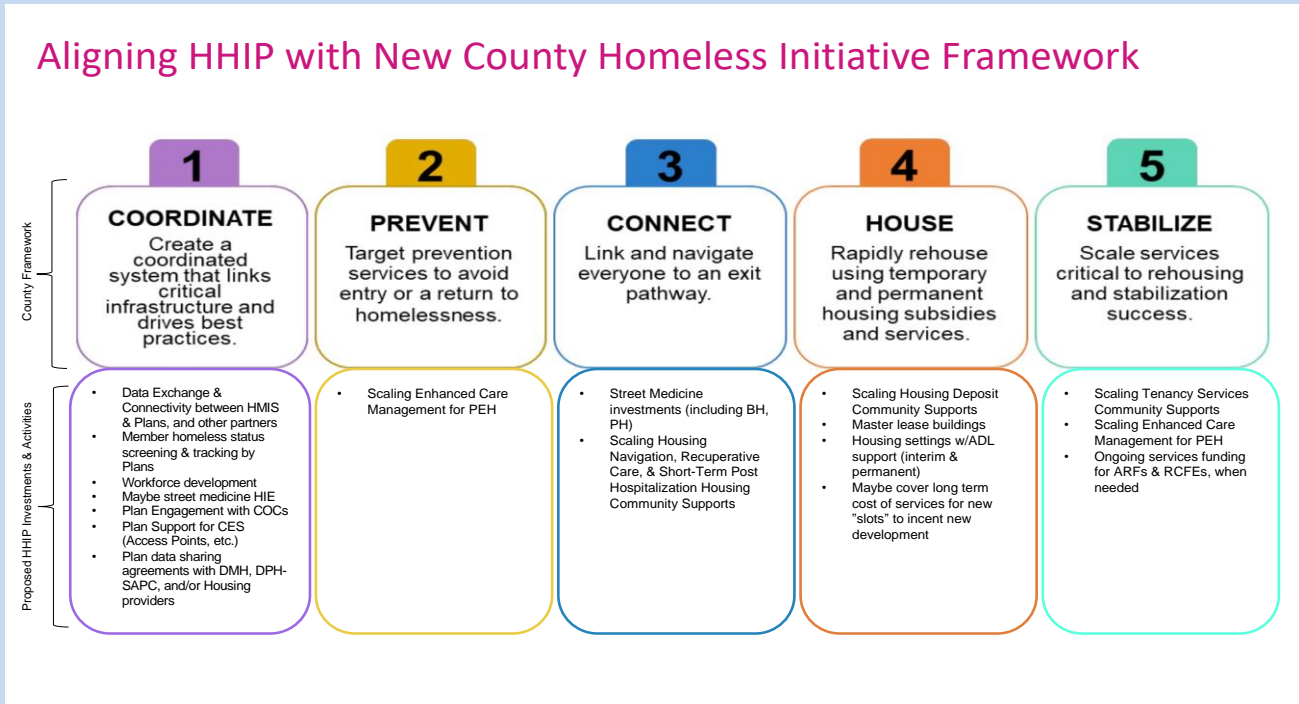 Aligning HHIP with New County Homeless Initiative Framework
County Framework
1
COORDINATE
Create a
coordinated
system that links
critical
infrastructure and
drives best
practices.
2
PREVENT
Target prevention
services to avoid
entry or a return to
homelessness.
3
CONNECT
Link and navigate
everyone to an exit
pathway.
4
HOUSE
Rapidly rehouse
using temporary
and permanent
housing subsidies
and services.
5
STABILIZE
Scale services
critical to rehousing
and stabilization
success.
Proposed HHIP Investments & Activities
• Data Exchange &
Connectivity between HMIS
& Plans, and other partners
• Member homeless status
screening & tracking by
Plans
• Workforce development
• Maybe street medicine HIE
• Plan Engagement with COCs
• Plan Support for CES
(Access Points, etc.)
• Plan data sharing
agreements with DMH, DPH-
SAPC, and/or Housing
providers
• Scaling Enhanced Care
Management for PEH
• Street Medicine
investments (including BH,
PH)
• Scaling Housing
Navigation, Recuperative
Care, & Short-Term Post
Hospitalization Housing
Community Supports
• Scaling Housing Deposit
Community Supports
• Master lease buildings
• Housing settings w/ADL
support (interim &
permanent)
• Maybe cover long term
cost of services for new
”slots” to incent new
development
• Scaling Tenancy Services
Community Supports
• Scaling Enhanced Care
Management for PEH
• Ongoing services funding
for ARFs & RCFEs, when
needed